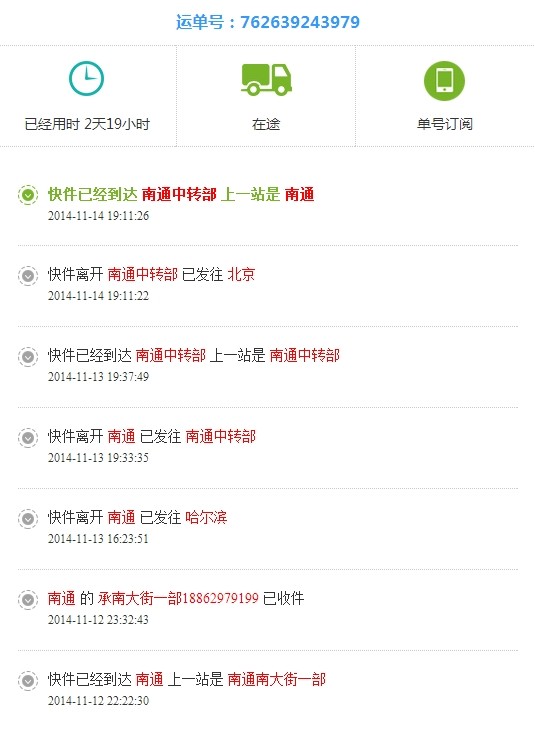 运单号：762639243979
已经用时 2天19小时
在途
单号订阅
快件已经到达 南通中转部 上一站是 南通
2014-11-14 19:11:26
快件离开 南通中转部 已发往 北京
2014-11-14 19:11:22
快件已经到达 南通中转部 上一站是 南通中转部
2014-11-13 19:37:49
快件离开 南通 已发往 南通中转部
2014-11-13 19:33:35
快件离开 南通 已发往 哈尔滨
2014-11-13 16:23:51
南通 的 承南大街一部18862979199 已收件
2014-11-12 23:32:43
快件已经到达 南通 上一站是 南通南大街一部
2014-11-12 22:22:30